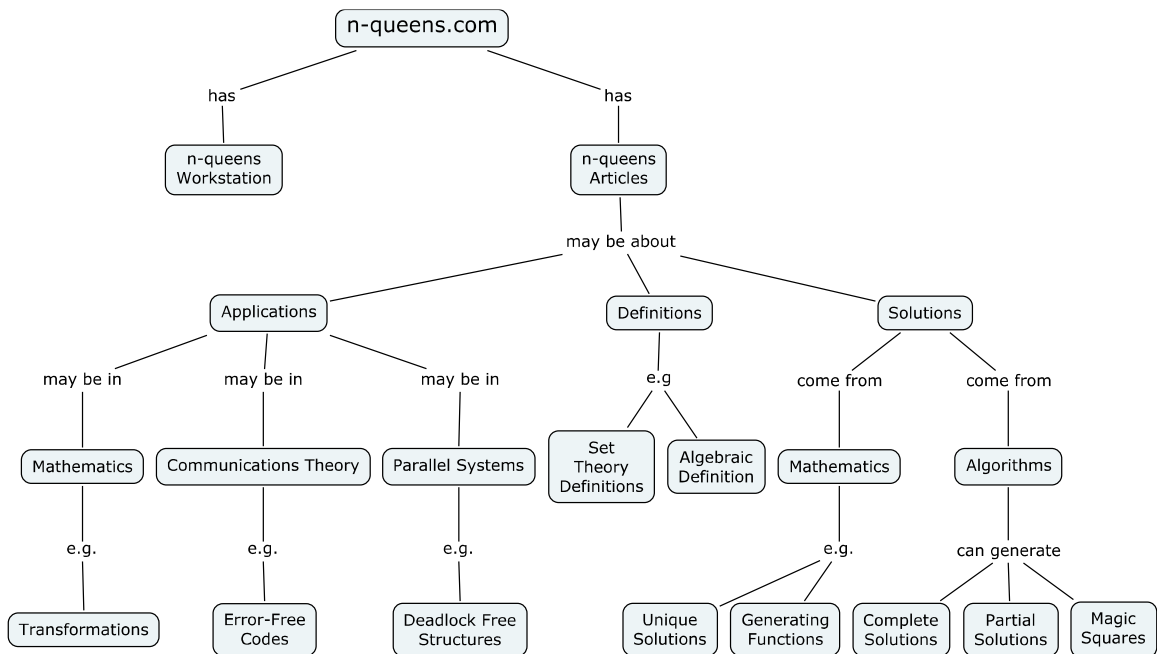 n-queens.com
has
has
n-queens
Workstation
n-queens
Articles
may be about
Applications
Definitions
Solutions
may be in
may be in
may be in
e.g
come from
come from
Mathematics
Communications Theory
Parallel Systems
Set
Theory
Definitions
Algebraic
Definition
Mathematics
Algorithms
e.g.
e.g.
e.g.
e.g.
can generate
Transformations
Error-Free
Codes
Deadlock Free
Structures
Unique
Solutions
Generating
Functions
Complete
Solutions
Partial
Solutions
Magic
Squares